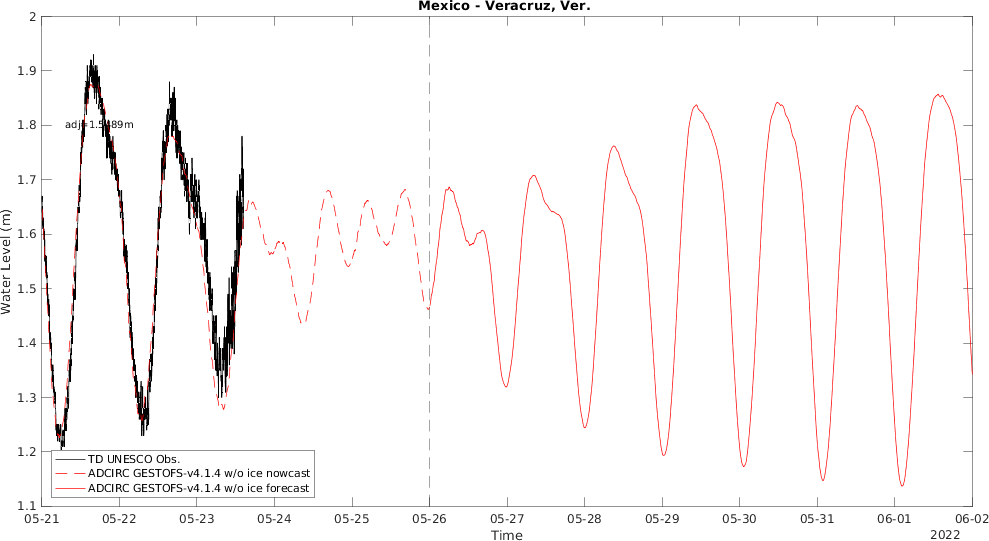 Mexico - Veracruz, Ver.
Water Level (m)
2
1.9
1.8
1.7
1.6
1.5
1.4
1.3
1.2
1.1
TD UNESCO Obs.
ADCIRC GESTOFS-v4.1.4 w/o ice nowcast
ADCIRC GESTOFS-v4.1.4 w/o ice forecast
05-21 05-22 05-23 05-24 05-25 05-26 05-27 05-28 05-29 05-30 05-31 06-01 06-02
Time
2022